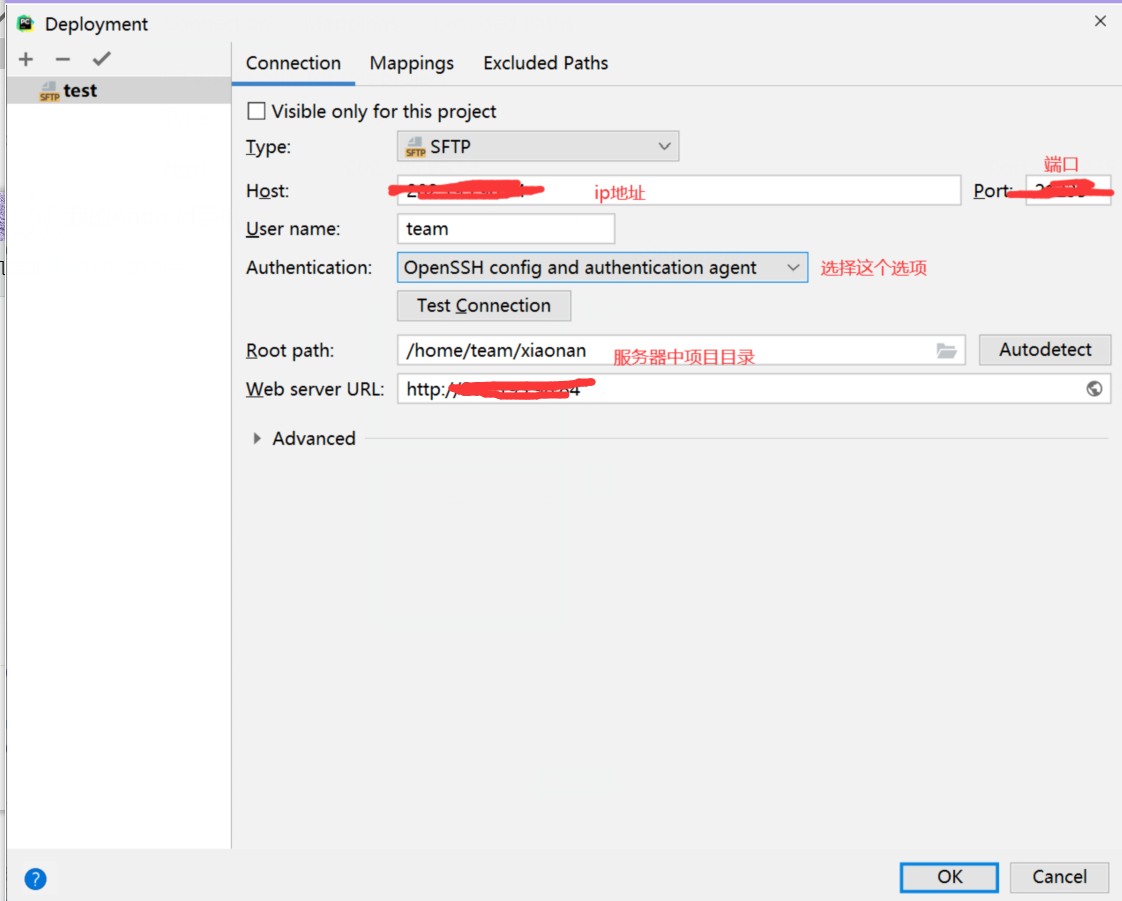 Deployment
test
Connection Mappings Excluded Paths
Visible only for this project
Type: SFTP
端口
Host: ip地址 Port:
User name: team
Authentication: OpenSSH config and authentication agent 选择这个选项
Test Connection
Root path: /home/team/xiaonan 服务器中项目目录 Autodetect
Web server URL: http:/
Advanced
? OK Cancel